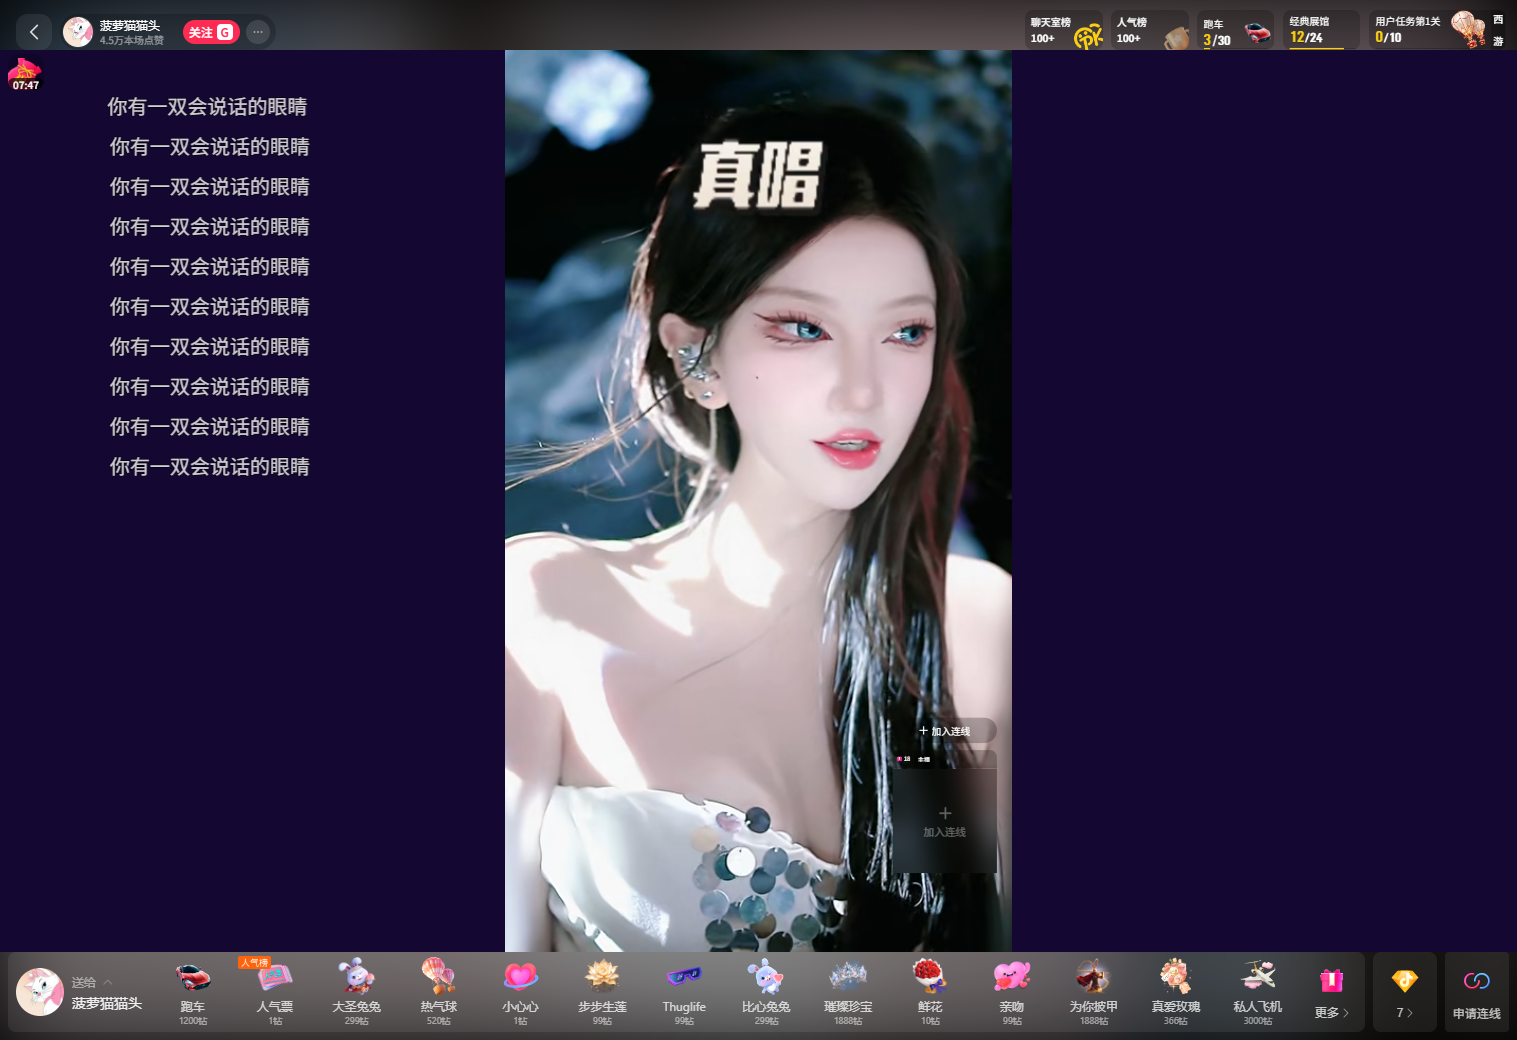 菠萝猫猫头
4.5万本场点赞
关注 G
聊天室榜
100+
人气榜
100+
跑车
3/30
经典展馆
12/24
用户任务第1关
0/10
西
游
07:47
你有一双会说话的眼睛
你有一双会说话的眼睛
你有一双会说话的眼睛
你有一双会说话的眼睛
你有一双会说话的眼睛
你有一双会说话的眼睛
你有一双会说话的眼睛
你有一双会说话的眼睛
你有一双会说话的眼睛
你有一双会说话的眼睛
真唱
+ 加入连线
18 主播
加入连线
送给
菠萝猫猫头
跑车
1200钻
人气榜
人气票
1钻
大圣兔兔
299钻
热气球
520钻
小心心
1钻
步步生莲
99钻
Thuglife
99钻
比心兔兔
299钻
璀璨珍宝
1888钻
鲜花
10钻
亲吻
99钻
为你披甲
1888钻
真爱玫瑰
366钻
私人飞机
3000钻
更多
7
申请连线